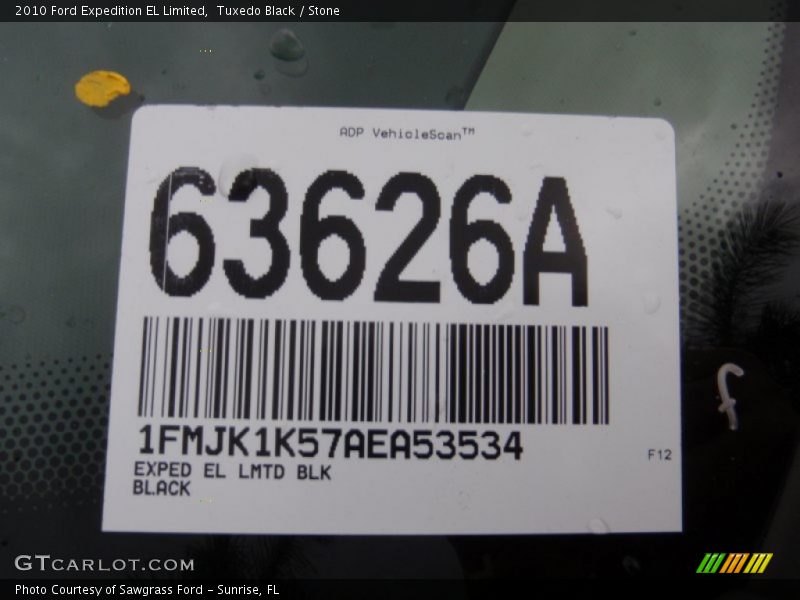 2010 Ford Expedition EL Limited,  Tuxedo Black / Stone
ADP VehicleScan™
63626A
1FMJK1K57AEA53534
EXPED EL LMTD BLK
BLACK
F12
f
GTCARLOT.COM
Photo Courtesy of Sawgrass Ford - Sunrise, FL